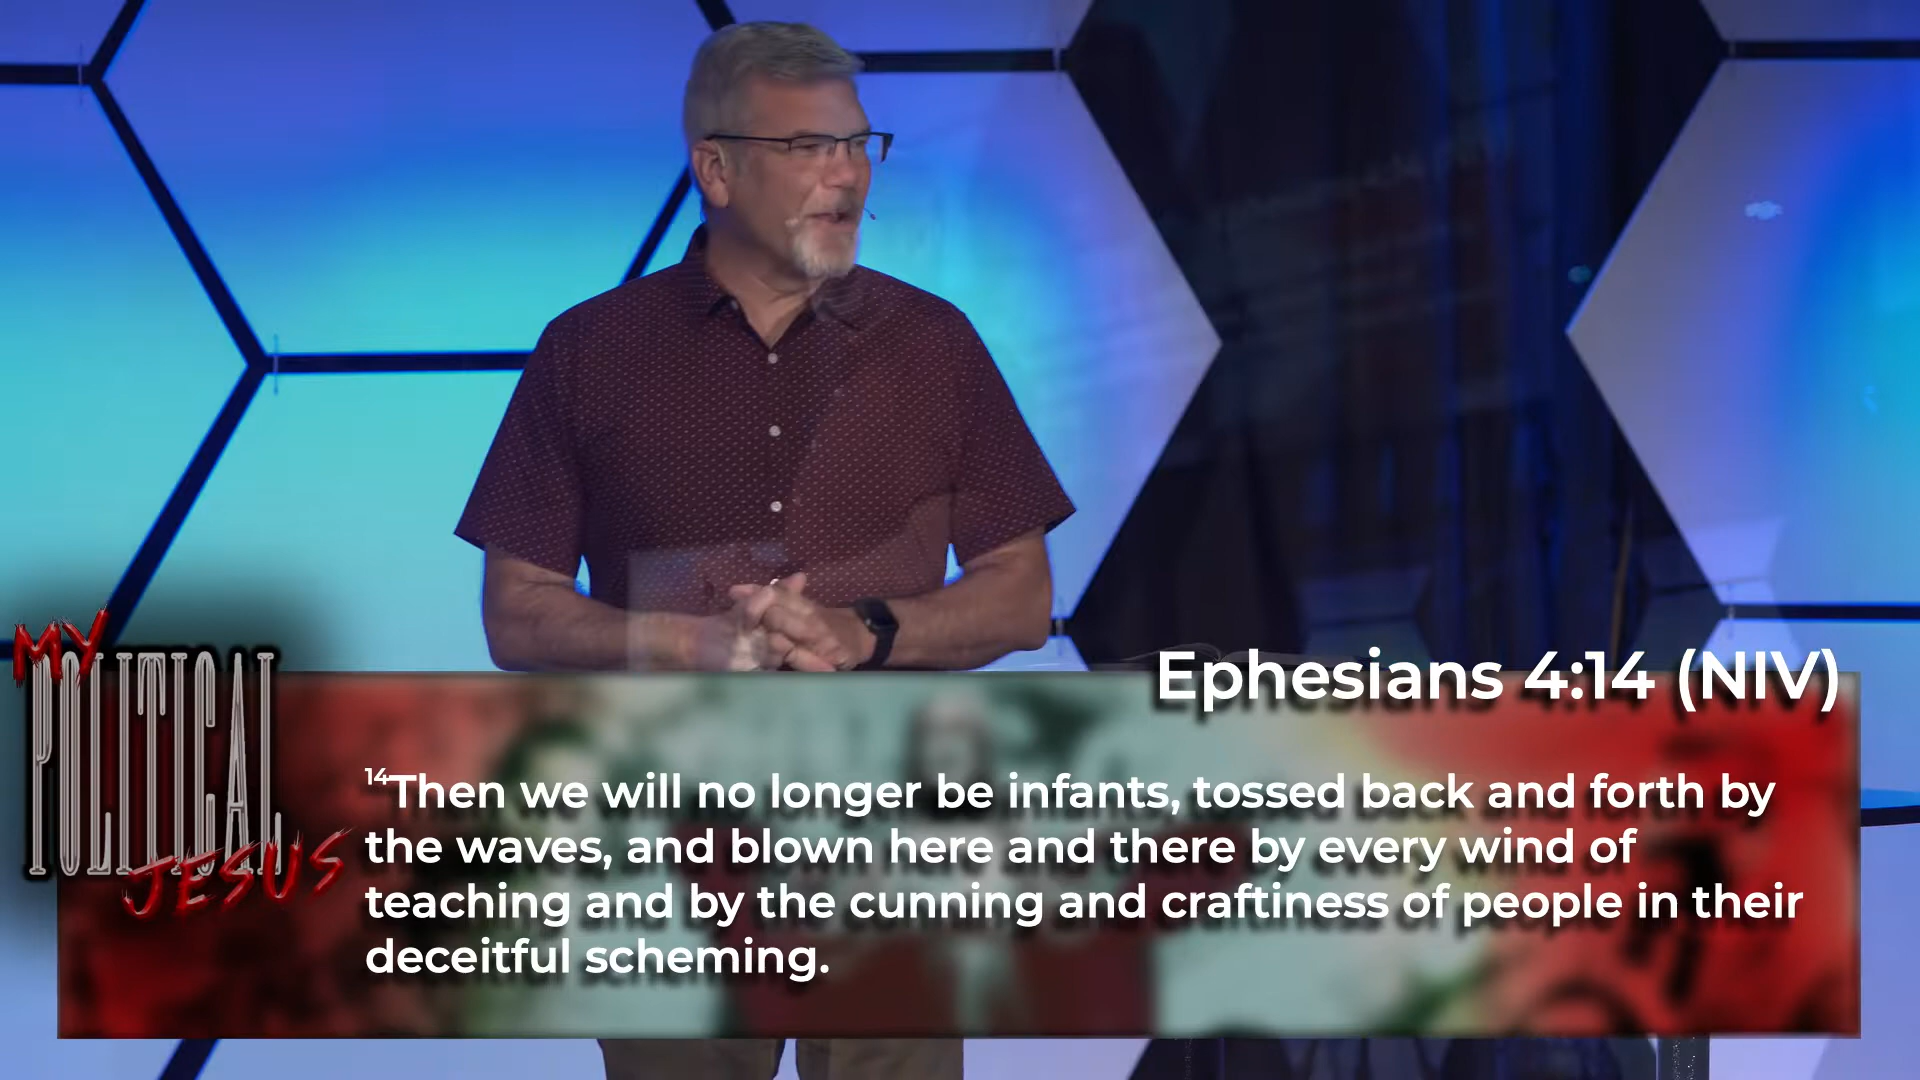 MY
POLITICAL
JESUS
Ephesians 4:14 (NIV)
14Then we will no longer be infants, tossed back and forth by
the waves, and blown here and there by every wind of
teaching and by the cunning and craftiness of people in their
deceitful scheming.